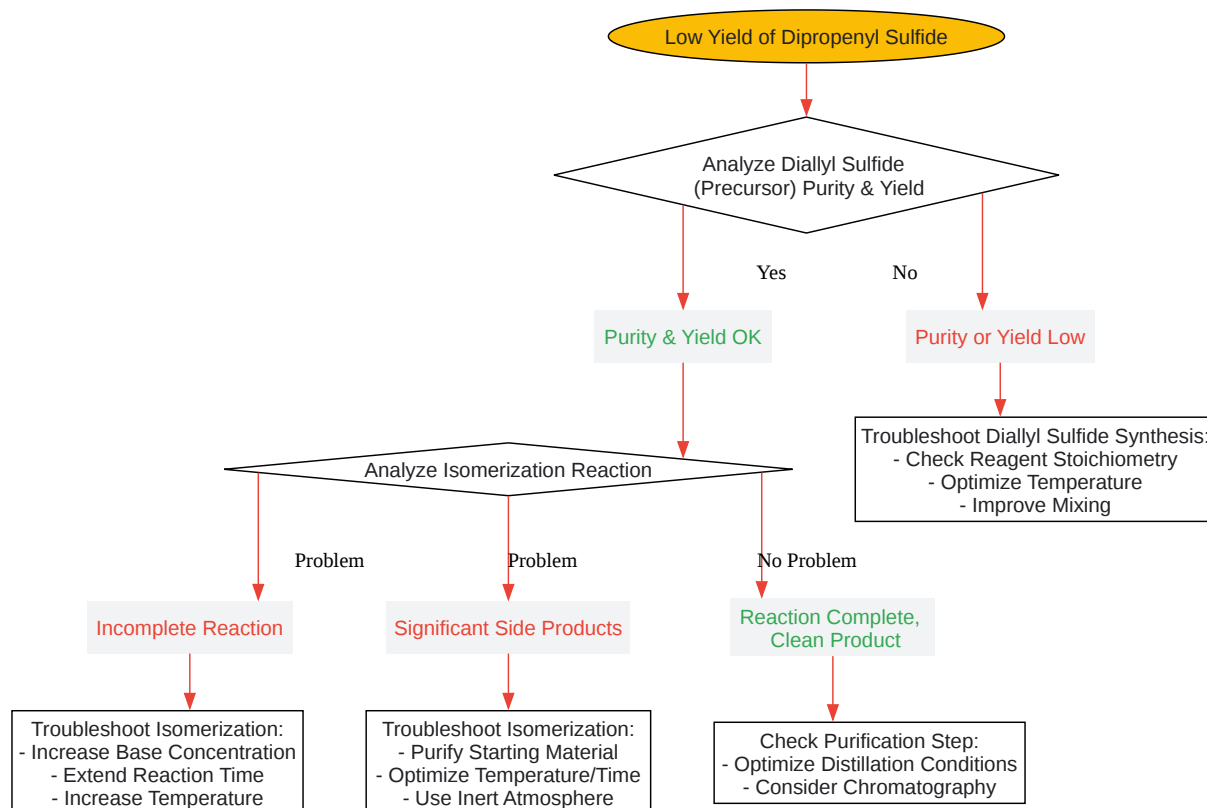 Low Yield of Dipropenyl Sulfide
Analyze Diallyl Sulfide
(Precursor) Purity & Yield
Yes
No
Purity & Yield OK
Purity or Yield Low
Troubleshoot Diallyl Sulfide Synthesis:
- Check Reagent Stoichiometry
- Optimize Temperature
- Improve Mixing
Analyze Isomerization Reaction
Problem
Problem
No Problem
Incomplete Reaction
Significant Side Products
Reaction Complete,
Clean Product
Troubleshoot Isomerization:
- Increase Base Concentration
- Extend Reaction Time
- Increase Temperature
Troubleshoot Isomerization:
- Purify Starting Material
- Optimize Temperature/Time
- Use Inert Atmosphere
Check Purification Step:
- Optimize Distillation Conditions
- Consider Chromatography